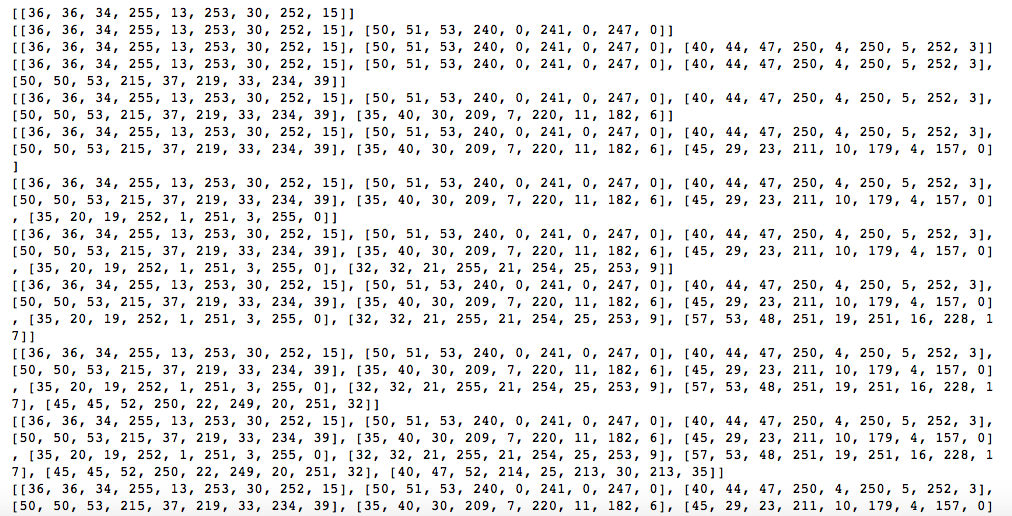 [[36, 36, 34, 255, 13, 253, 30, 252, 15]]
[[36, 36, 34, 255, 13, 253, 30, 252, 15], [50, 51, 53, 240, 0, 241, 0, 247, 0]]
[[36, 36, 34, 255, 13, 253, 30, 252, 15], [50, 51, 53, 240, 0, 241, 0, 247, 0], [40, 44, 47, 250, 4, 250, 5, 252, 3]]
[[36, 36, 34, 255, 13, 253, 30, 252, 15], [50, 51, 53, 240, 0, 241, 0, 247, 0], [40, 44, 47, 250, 4, 250, 5, 252, 3],
[50, 50, 53, 215, 37, 219, 33, 234, 39]]
[[36, 36, 34, 255, 13, 253, 30, 252, 15], [50, 51, 53, 240, 0, 241, 0, 247, 0], [40, 44, 47, 250, 4, 250, 5, 252, 3],
[50, 50, 53, 215, 37, 219, 33, 234, 39], [35, 40, 30, 209, 7, 220, 11, 182, 6]]
[[36, 36, 34, 255, 13, 253, 30, 252, 15], [50, 51, 53, 240, 0, 241, 0, 247, 0], [40, 44, 47, 250, 4, 250, 5, 252, 3],
[50, 50, 53, 215, 37, 219, 33, 234, 39], [35, 40, 30, 209, 7, 220, 11, 182, 6], [45, 29, 23, 211, 10, 179, 4, 157, 0]
]
[[36, 36, 34, 255, 13, 253, 30, 252, 15], [50, 51, 53, 240, 0, 241, 0, 247, 0], [40, 44, 47, 250, 4, 250, 5, 252, 3],
[50, 50, 53, 215, 37, 219, 33, 234, 39], [35, 40, 30, 209, 7, 220, 11, 182, 6], [45, 29, 23, 211, 10, 179, 4, 157, 0]
, [35, 20, 19, 252, 1, 251, 3, 255, 0]]
[[36, 36, 34, 255, 13, 253, 30, 252, 15], [50, 51, 53, 240, 0, 241, 0, 247, 0], [40, 44, 47, 250, 4, 250, 5, 252, 3],
[50, 50, 53, 215, 37, 219, 33, 234, 39], [35, 40, 30, 209, 7, 220, 11, 182, 6], [45, 29, 23, 211, 10, 179, 4, 157, 0]
, [35, 20, 19, 252, 1, 251, 3, 255, 0], [32, 32, 21, 255, 21, 254, 25, 253, 9]]
[[36, 36, 34, 255, 13, 253, 30, 252, 15], [50, 51, 53, 240, 0, 241, 0, 247, 0], [40, 44, 47, 250, 4, 250, 5, 252, 3],
[50, 50, 53, 215, 37, 219, 33, 234, 39], [35, 40, 30, 209, 7, 220, 11, 182, 6], [45, 29, 23, 211, 10, 179, 4, 157, 0]
, [35, 20, 19, 252, 1, 251, 3, 255, 0], [32, 32, 21, 255, 21, 254, 25, 253, 9], [57, 53, 48, 251, 19, 251, 16, 228, 1
7]]
[[36, 36, 34, 255, 13, 253, 30, 252, 15], [50, 51, 53, 240, 0, 241, 0, 247, 0], [40, 44, 47, 250, 4, 250, 5, 252, 3],
[50, 50, 53, 215, 37, 219, 33, 234, 39], [35, 40, 30, 209, 7, 220, 11, 182, 6], [45, 29, 23, 211, 10, 179, 4, 157, 0]
, [35, 20, 19, 252, 1, 251, 3, 255, 0], [32, 32, 21, 255, 21, 254, 25, 253, 9], [57, 53, 48, 251, 19, 251, 16, 228, 1
7], [45, 45, 52, 250, 22, 249, 20, 251, 32]]
[[36, 36, 34, 255, 13, 253, 30, 252, 15], [50, 51, 53, 240, 0, 241, 0, 247, 0], [40, 44, 47, 250, 4, 250, 5, 252, 3],
[50, 50, 53, 215, 37, 219, 33, 234, 39], [35, 40, 30, 209, 7, 220, 11, 182, 6], [45, 29, 23, 211, 10, 179, 4, 157, 0]
, [35, 20, 19, 252, 1, 251, 3, 255, 0], [32, 32, 21, 255, 21, 254, 25, 253, 9], [57, 53, 48, 251, 19, 251, 16, 228, 1
7], [45, 45, 52, 250, 22, 249, 20, 251, 32], [40, 47, 52, 214, 25, 213, 30, 213, 35]]
[[36, 36, 34, 255, 13, 253, 30, 252, 15], [50, 51, 53, 240, 0, 241, 0, 247, 0], [40, 44, 47, 250, 4, 250, 5, 252, 3],
[50, 50, 53, 215, 37, 219, 33, 234, 39], [35, 40, 30, 209, 7, 220, 11, 182, 6], [45, 29, 23, 211, 10, 179, 4, 157, 0]